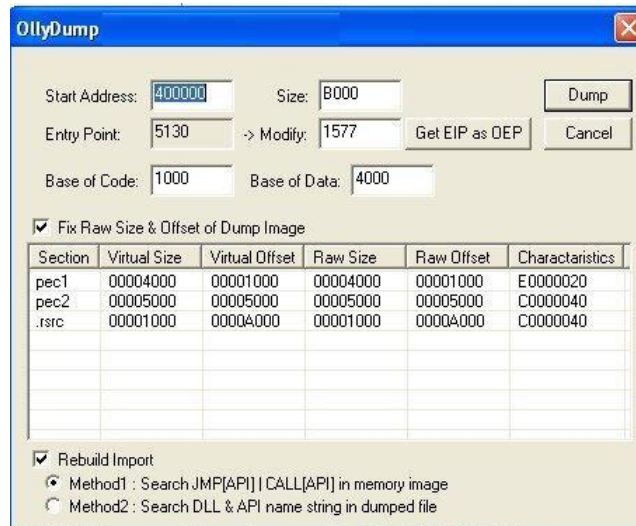 OllyDump
Start Address: 400000 Size: B000 Dump
Entry Point: 5130 -> Modify: 1577 Get EIP as OEP Cancel
Base of Code: 1000 Base of Data: 4000
Fix Raw Size & Offset of Dump Image
Section Virtual Size Virtual Offset Raw Size Raw Offset Charactaristics
pec1 00004000 00001000 00004000 00001000 E0000020
pec2 00005000 00005000 00005000 00005000 C0000040
.rsrc 00001000 0000A000 00001000 0000A000 C0000040
Rebuild Import
Method1 : Search JMP[API] | CALL[API] in memory image
Method2 : Search DLL & API name string in dumped file